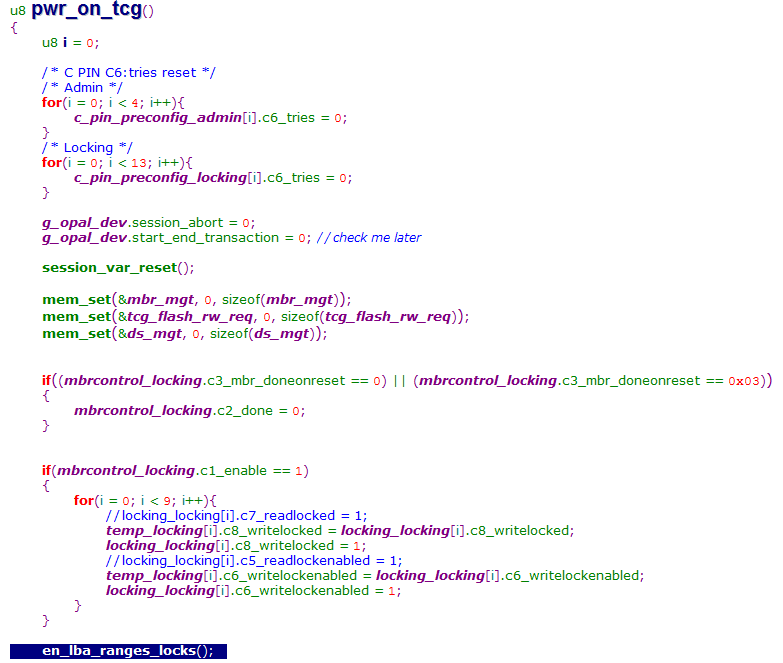 u8 pwr_on_tcg()
{
u8 i = 0;
/* C PIN C6:tries reset */
/* Admin */
for(i = 0; i < 4; i++){
c_pin_preconfig_admin[i].c6_tries = 0;
}
/* Locking */
for(i = 0; i < 13; i++){
c_pin_preconfig_locking[i].c6_tries = 0;
}
g_opal_dev.session_abort = 0;
g_opal_dev.start_end_transaction = 0; //check me later
session_var_reset();
mem_set(&mbr_mgt, 0, sizeof(mbr_mgt));
mem_set(&tcg_flash_rw_req, 0, sizeof(tcg_flash_rw_req));
mem_set(&ds_mgt, 0, sizeof(ds_mgt));
if((mbrcontrol_locking.c3_mbr_doneonreset == 0) || (mbrcontrol_locking.c3_mbr_doneonreset == 0x03))
{
mbrcontrol_locking.c2_done = 0;
}
if(mbrcontrol_locking.c1_enable == 1)
{
for(i = 0; i < 9; i++){
//locking_locking[i].c7_readlocked = 1;
temp_locking[i].c8_writelocked = locking_locking[i].c8_writelocked;
locking_locking[i].c8_writelocked = 1;
//locking_locking[i].c5_readlockenabled = 1;
temp_locking[i].c6_writelockenabled = locking_locking[i].c6_writelockenabled;
locking_locking[i].c6_writelockenabled = 1;
}
}
en_lba_ranges_locks();